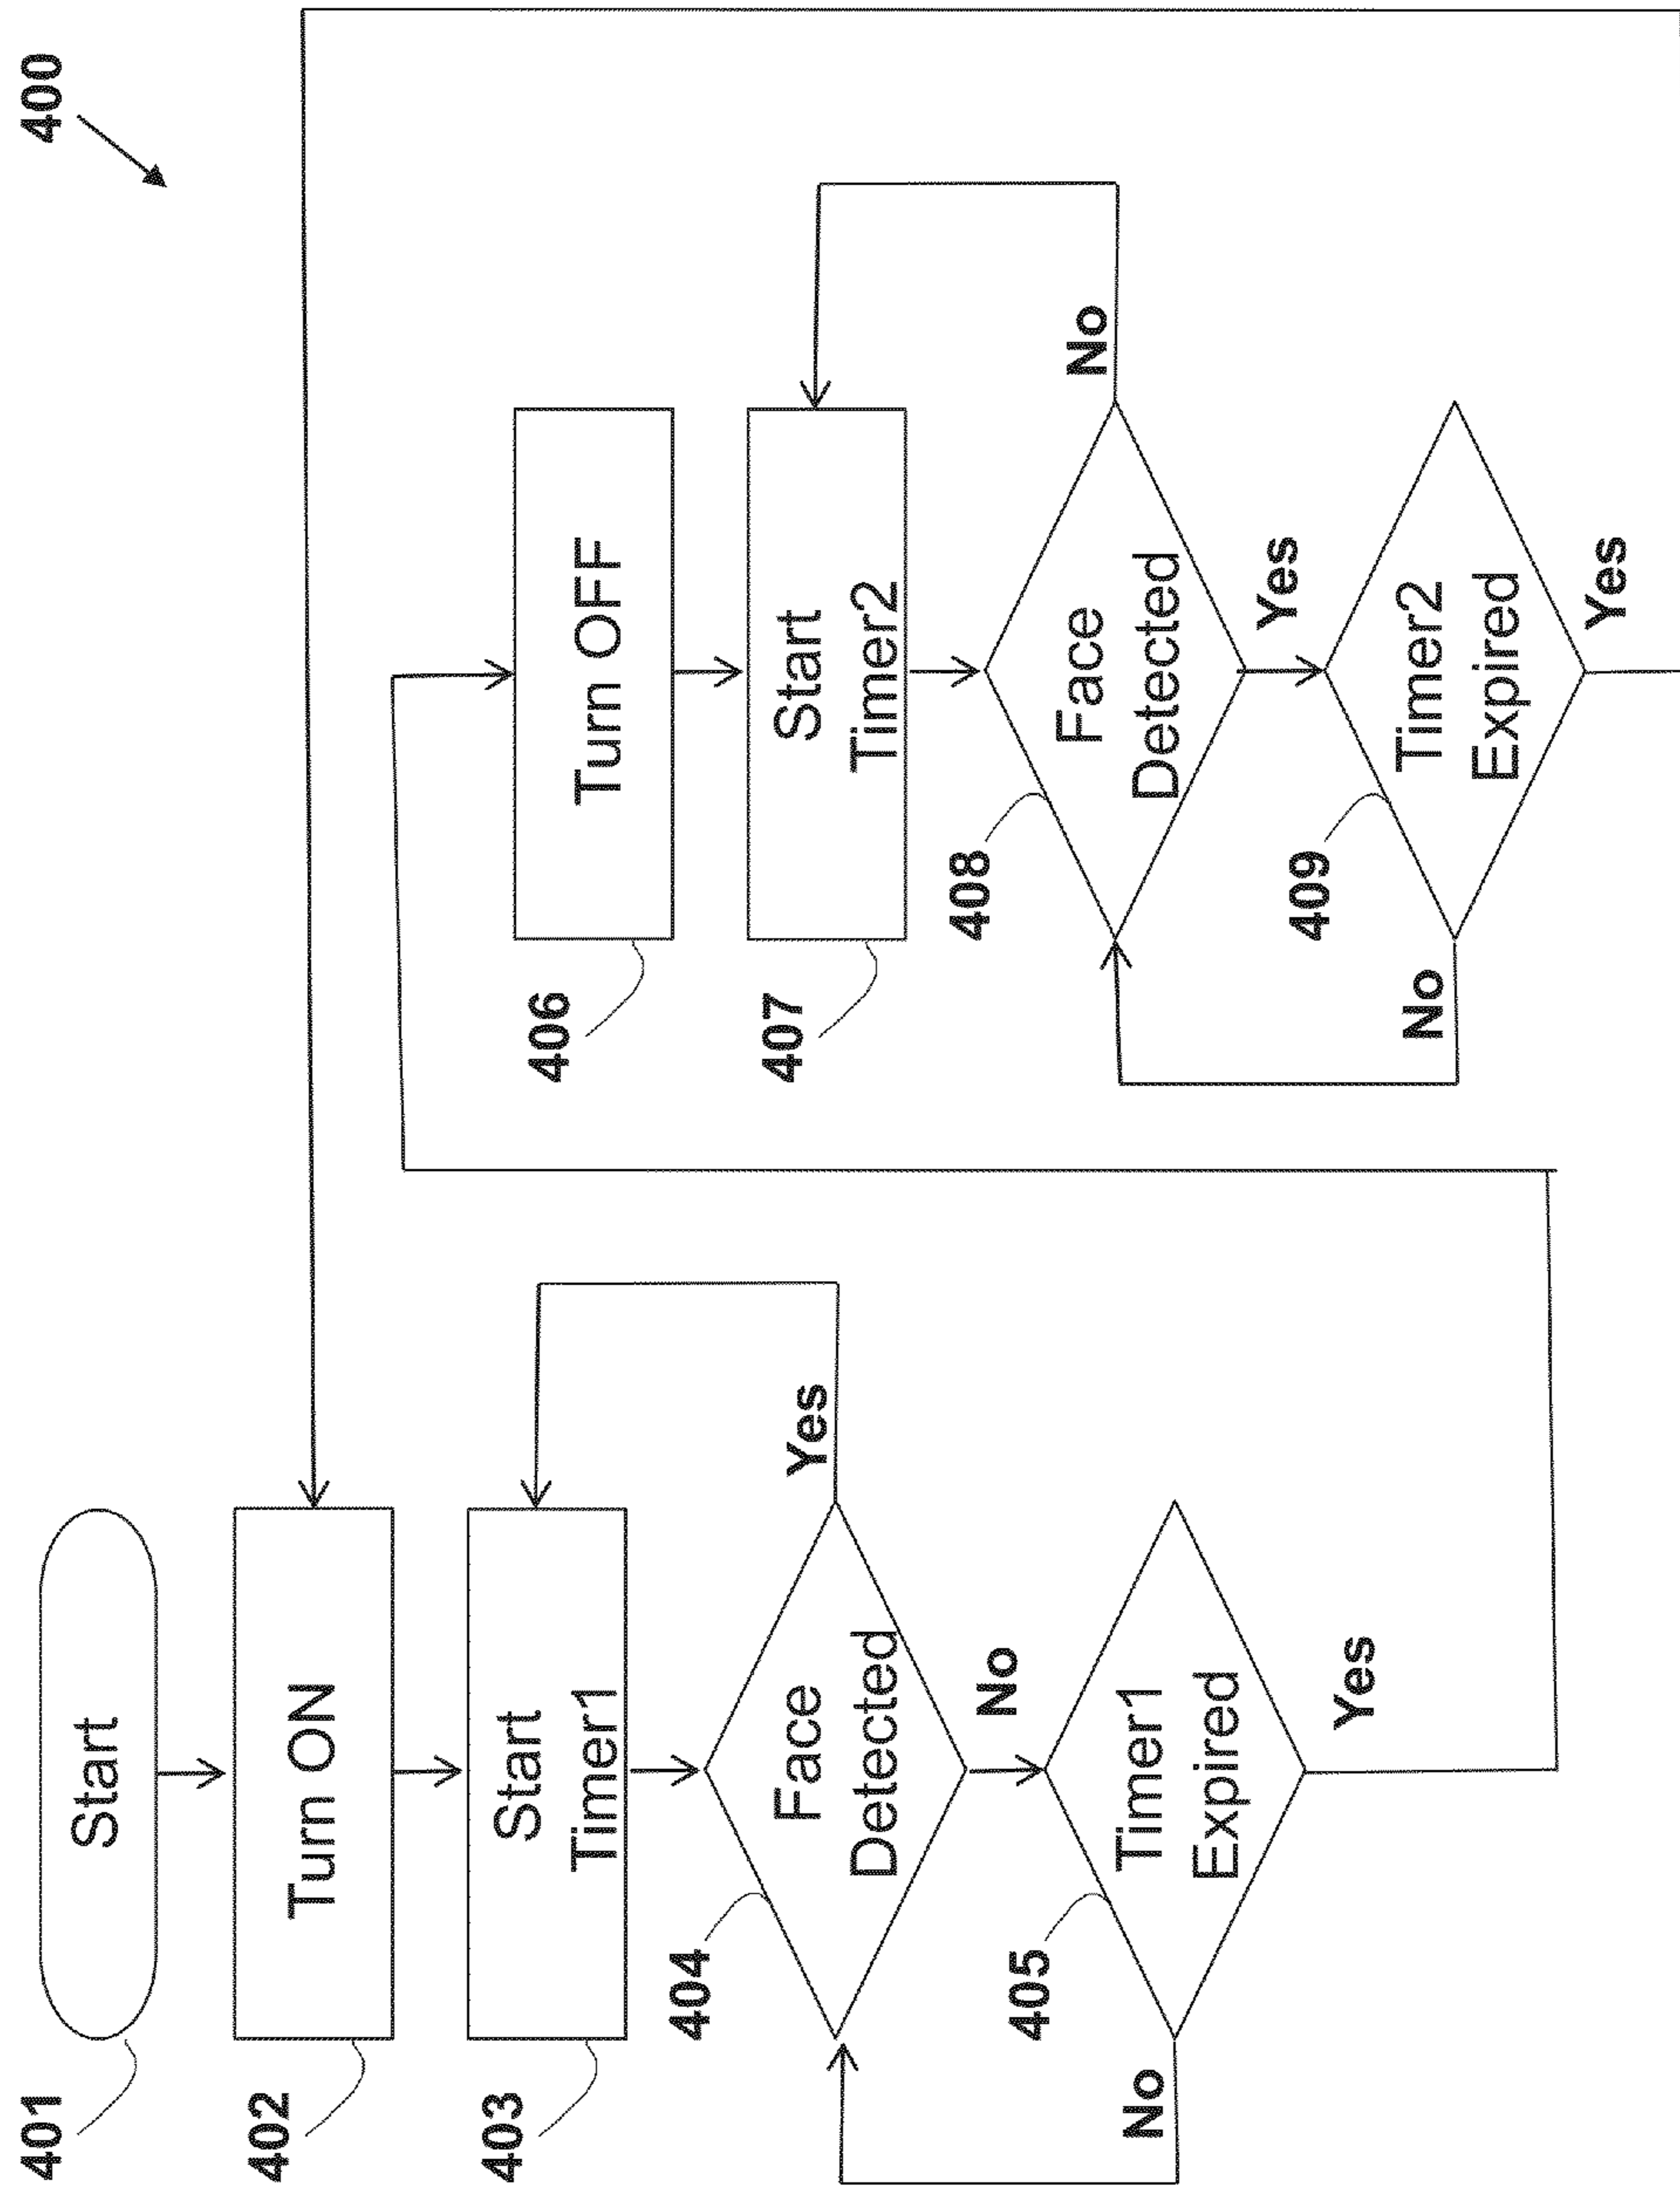 400
401
Start
402
Turn ON
403
Start
Timer1
404
Face
Detected
Yes
No
405
Timer1
Expired
No
Yes
406
Turn OFF
407
Start
Timer2
408
Face
Detected
No
Yes
409
Timer2
Expired
No
Yes